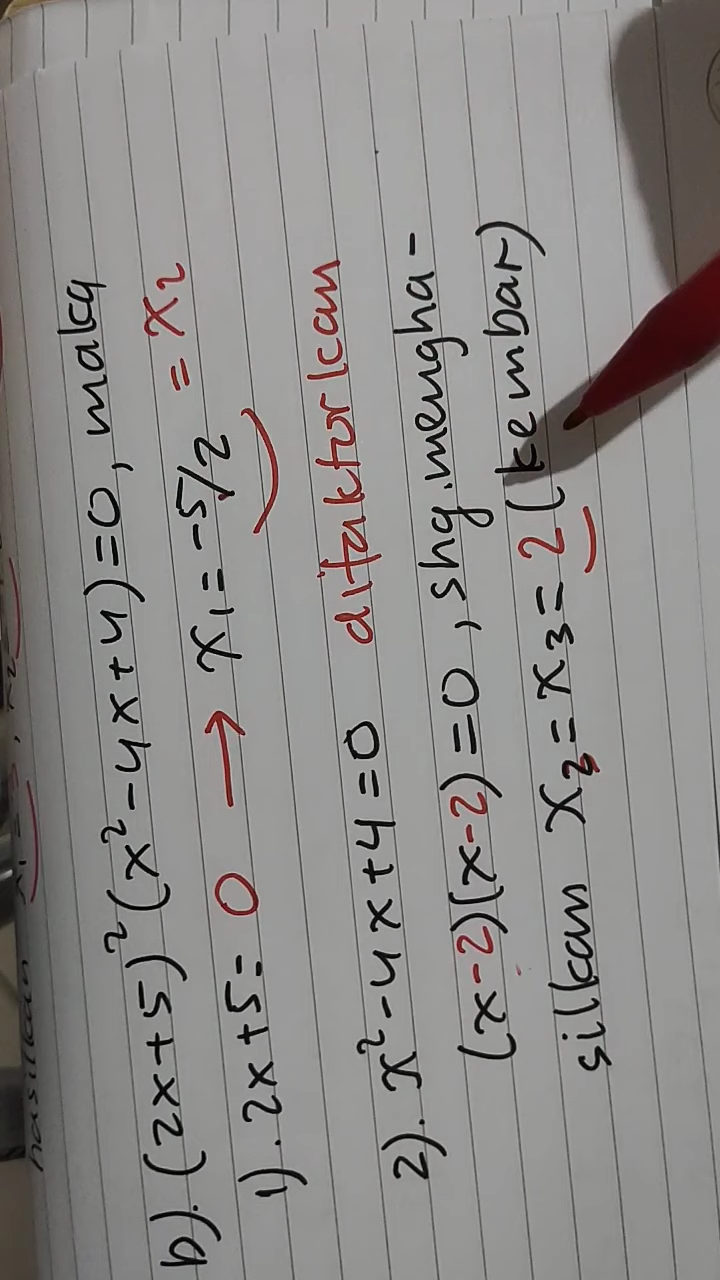 b). (2x+5)²(x²-4x+4)=0, maka
1). 2x+5=0 → x₁=-5/2 = x₂
2). x²-4x+4=0 difaktorkan
(x-2)(x-2)=0, shg. mengha-
silkan x₃=x₃=2 (kembar)